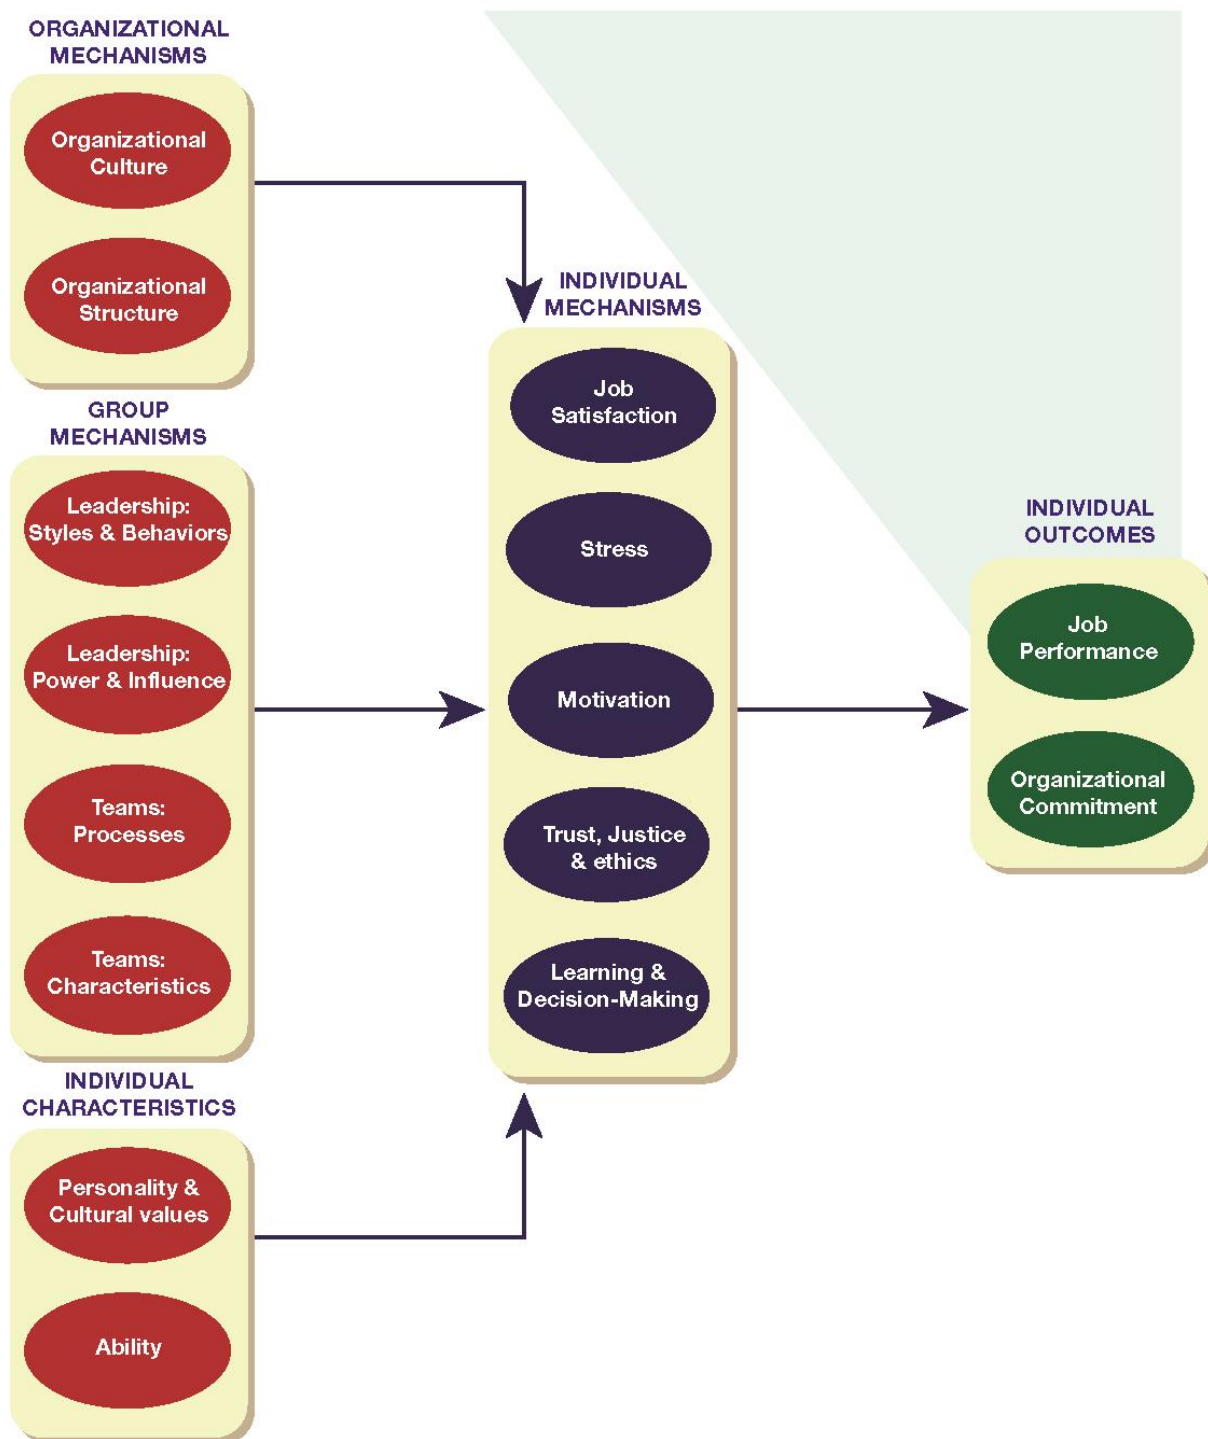 ORGANIZATIONAL
MECHANISMS
Organizational
Culture
Organizational
Structure
GROUP
MECHANISMS
Leadership:
Styles & Behaviors
Leadership:
Power & Influence
Teams:
Processes
Teams:
Characteristics
INDIVIDUAL
CHARACTERISTICS
Personality &
Cultural values
Ability
INDIVIDUAL
MECHANISMS
Job
Satisfaction
Stress
Motivation
Trust, Justice
& ethics
Learning &
Decision-Making
INDIVIDUAL
OUTCOMES
Job
Performance
Organizational
Commitment